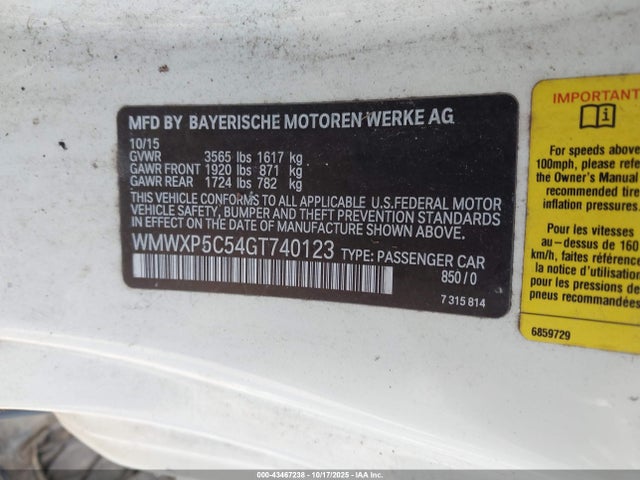 MFD BY BAYERISCHE MOTOREN WERKE AG
10/15
GVWR 3565 lbs 1617 kg
GAWR FRONT 1920 lbs 871 kg
GAWR REAR 1724 lbs 782 kg
THIS VEHICLE CONFORMS TO ALL APPLICABLE U.S.FEDERAL MOTOR
VEHICLE SAFETY, BUMPER AND THEFT PREVENTION STANDARDS
IN EFFECT ON THE DATE OF MANUFACTURE SHOWN ABOVE.
WMWXP5C54GT740123 TYPE: PASSENGER CAR
850/0
7 315 814
IMPORTANT
For speeds above
100mph, please refe
the Owner's Manual
recommended tire
inflation pressures.
Pour les vitesses
au-dessus de 160
km/h, faites référence
à la notice d'utilisation
pour les pressions de
pneus recommandées
6859729
000-43467238 - 10/17/2025 - COPYRIGHT IAA, LLC.